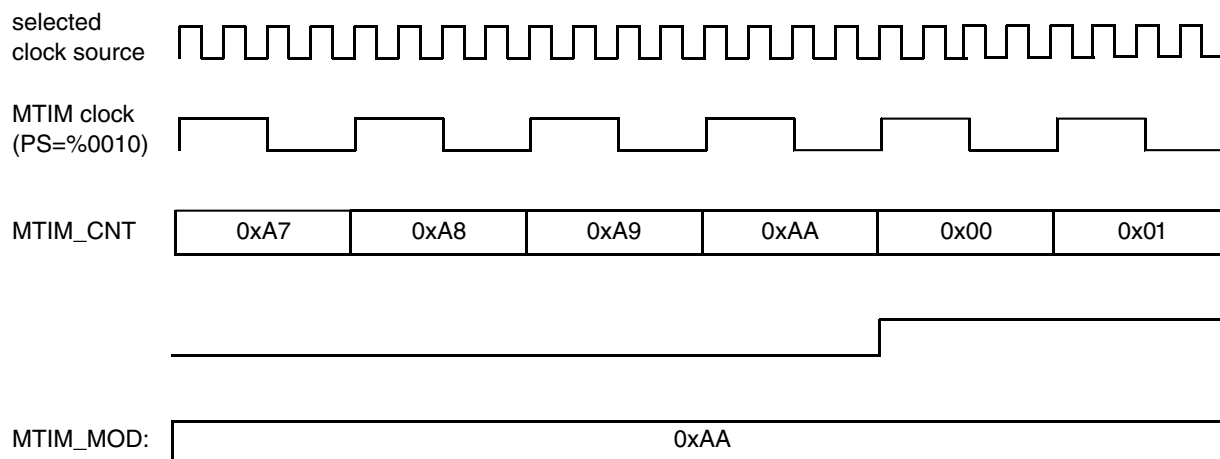 selected
clock source
MTIM clock
(PS=%0010)
MTIM_CNT 0xA7 0xA8 0xA9 0xAA 0x00 0x01
MTIM_MOD: 0xAA